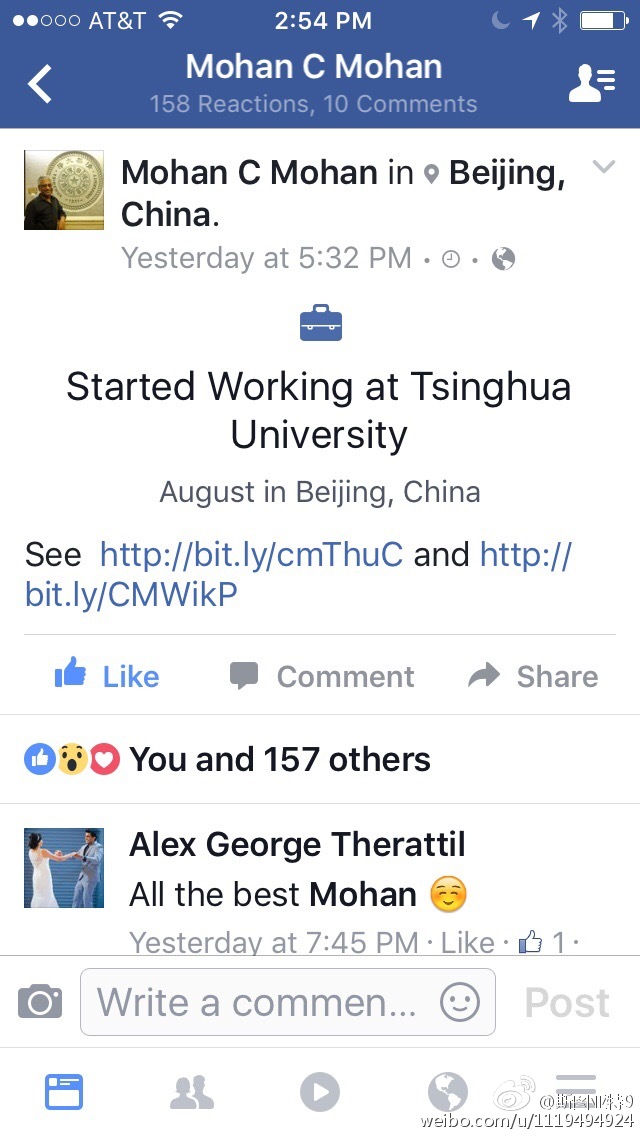 AT&T 2:54 PM
Mohan C Mohan
158 Reactions, 10 Comments
Mohan C Mohan in Beijing,
China.
Yesterday at 5:32 PM · ·
Started Working at Tsinghua
University
August in Beijing, China
See http://bit.ly/cmThuC and http://
bit.ly/CMWikP
Like Comment Share
You and 157 others
Alex George Therattil
All the best Mohan ☺️
Yesterday at 7:45 PM · Like · 1 ·
Write a commen... Post
weibo.com/u/1119494924